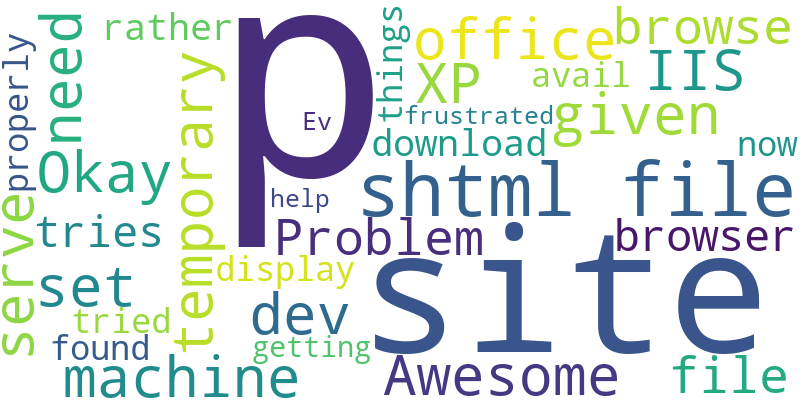 properly
need
rather
temporary
p
Ev
things
office
XP
browse
IIS
avail
given
frustrated
download
now
Okay
help
shtml file
serve
tries
Problem
browser
set
display
dev
site
tried
found
getting
machine
Awesome
file